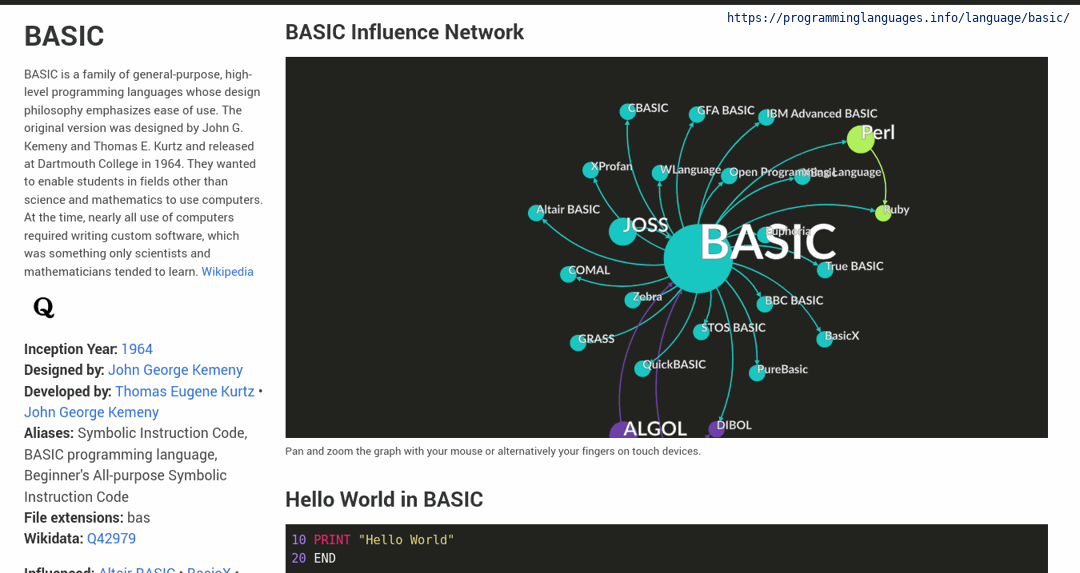 https://programminglanguages.info/language/basic/
BASIC
BASIC is a family of general-purpose, high-
level programming languages whose design
philosophy emphasizes ease of use. The
original version was designed by John G.
Kemeny and Thomas E. Kurtz and released
at Dartmouth College in 1964. They wanted
to enable students in fields other than
science and mathematics to use computers.
At the time, nearly all use of computers
required writing custom software, which
was something only scientists and
mathematicians tended to learn. Wikipedia
Q
Inception Year: 1964
Designed by: John George Kemeny
Developed by: Thomas Eugene Kurtz •
John George Kemeny
Aliases: Symbolic Instruction Code,
BASIC programming language,
Beginner's All-purpose Symbolic
Instruction Code
File extensions: bas
Wikidata: Q42979
Influenced: Altair BASIC • BasicX •
BASIC Influence Network
CBASIC
GFA BASIC
IBM Advanced BASIC
Perl
XProfan
WLanguage
Open Programming Language
Altair BASIC
JOSS
Ruby
BASIC
Euphoria
COMAL
True BASIC
Zebra
BBC BASIC
GRASS
STOS BASIC
BasicX
QuickBASIC
PureBasic
ALGOL
DIBOL
Pan and zoom the graph with your mouse or alternatively your fingers on touch devices.
Hello World in BASIC
10 PRINT "Hello World"
20 END